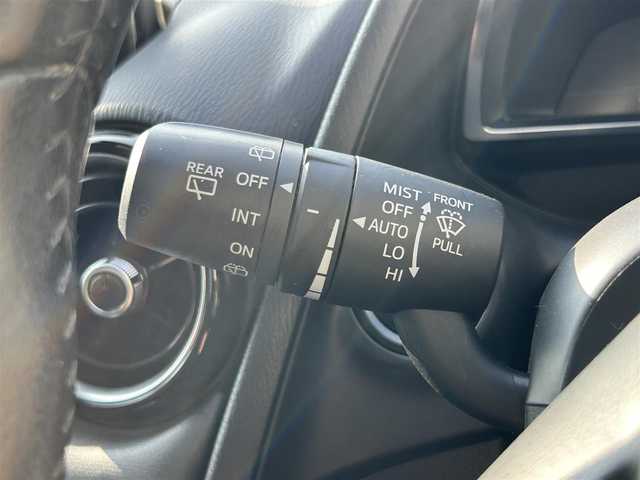 REAR
OFF
INT
ON
MIST
OFF
AUTO
LO
HI
FRONT
PULL